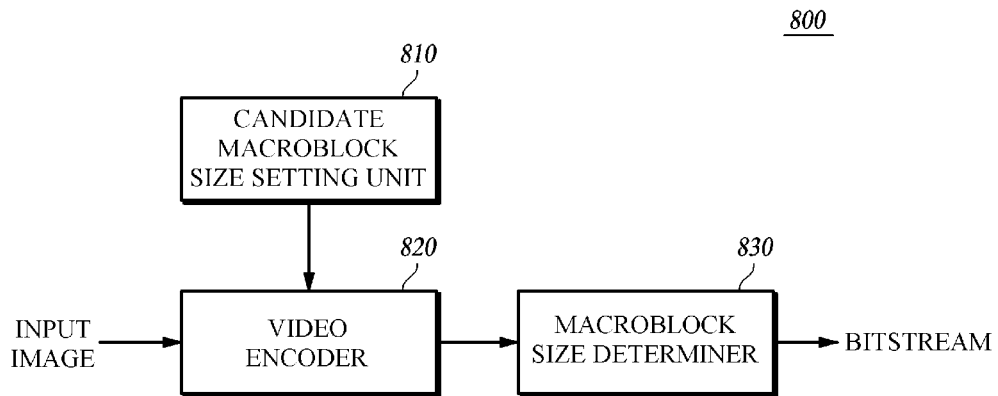 800
810
CANDIDATE
MACROBLOCK
SIZE SETTING UNIT
820
830
INPUT
IMAGE
VIDEO
ENCODER
MACROBLOCK
SIZE DETERMINER
BITSTREAM